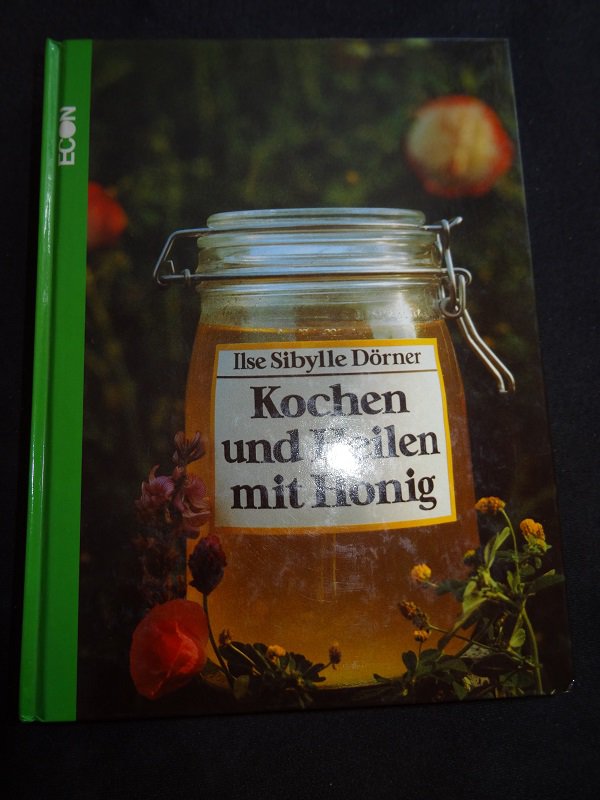 ECON
Ilse Sibylle Dörner
Kochen
und Heilen
mit Honig